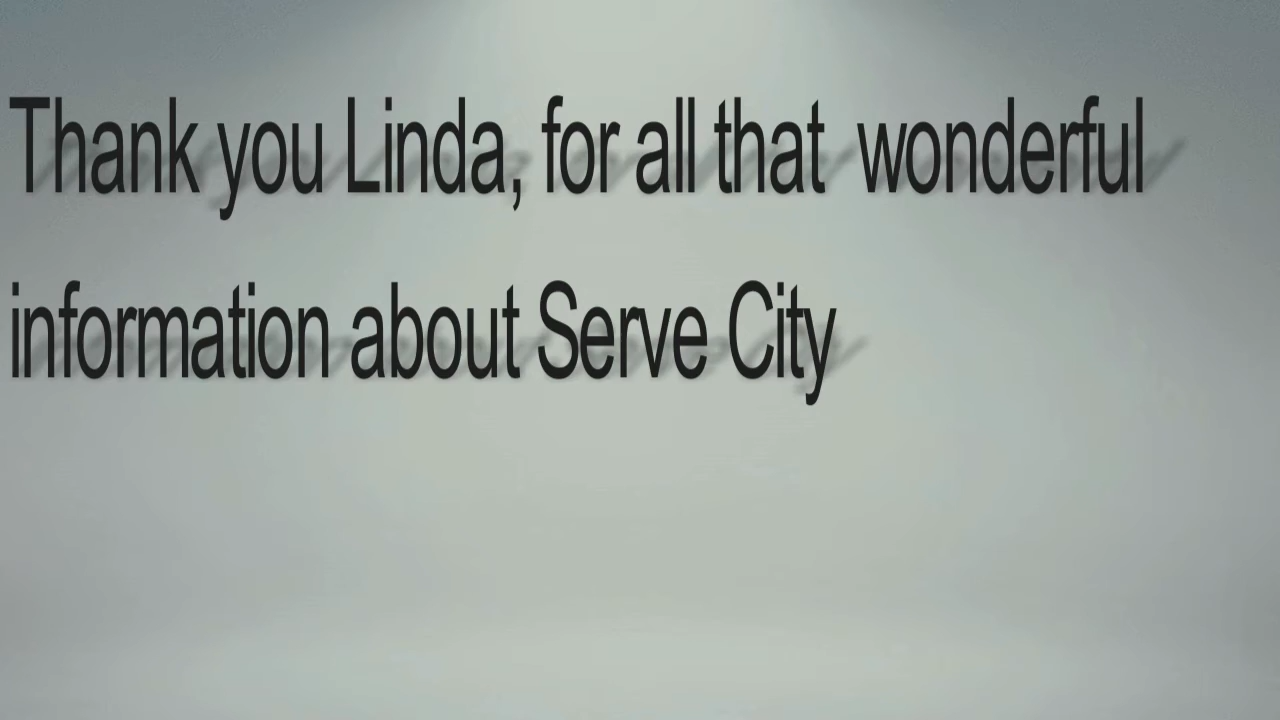 Thank you Linda, for all that  wonderful
information about Serve City